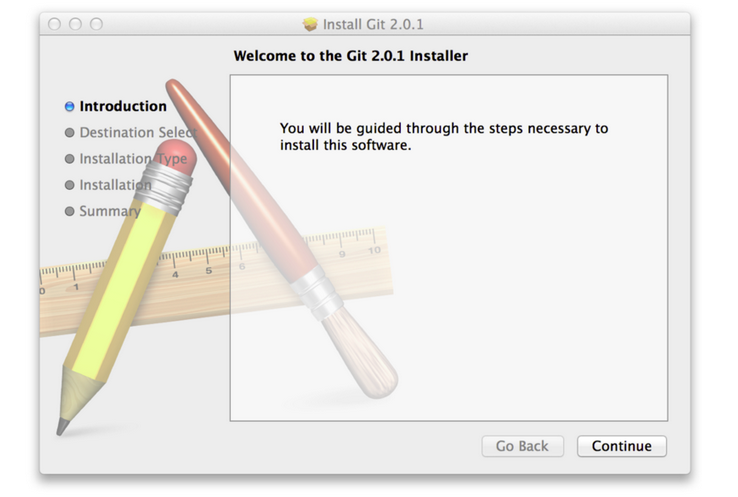 Install Git 2.0.1
Welcome to the Git 2.0.1 Installer
Introduction
Destination Select
Installation Type
Installation
Summary
You will be guided through the steps necessary to
install this software.
0 1 4 5 6 9 10
Go Back
Continue